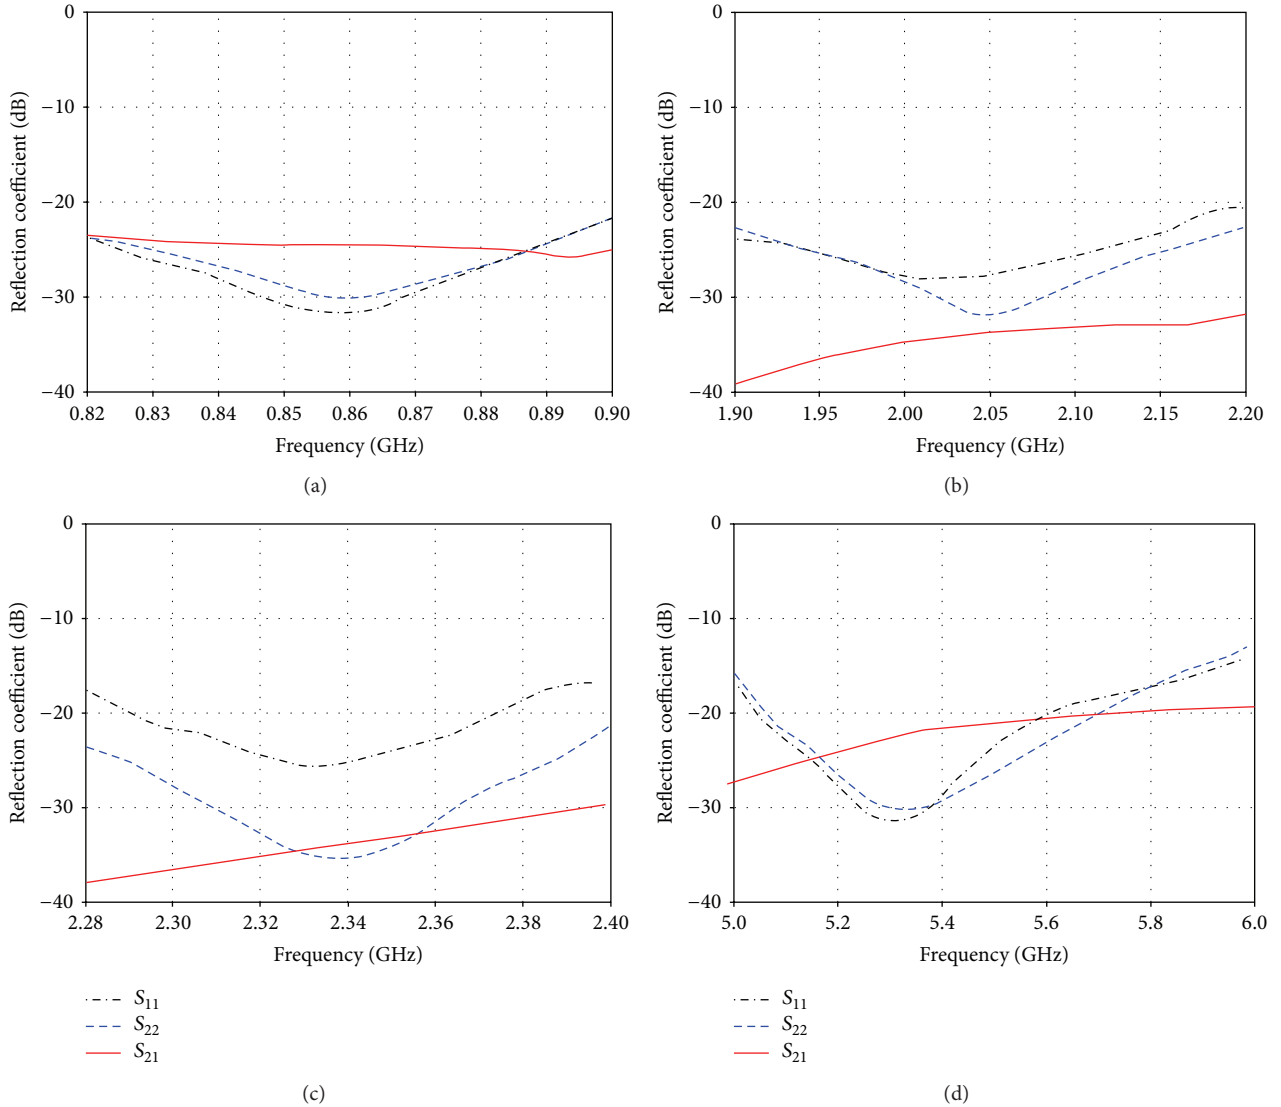 Reflection coefficient (dB)
0
−10
−20
−30
−40
0.82 0.83 0.84 0.85 0.86 0.87 0.88 0.89 0.90
Frequency (GHz)
(a)
Reflection coefficient (dB)
0
−10
−20
−30
−40
1.90 1.95 2.00 2.05 2.10 2.15 2.20
Frequency (GHz)
(b)
Reflection coefficient (dB)
0
−10
−20
−30
−40
2.28 2.30 2.32 2.34 2.36 2.38 2.40
Frequency (GHz)
S11
S22
S21
(c)
Reflection coefficient (dB)
0
−10
−20
−30
−40
5.0 5.2 5.4 5.6 5.8 6.0
Frequency (GHz)
S11
S22
S21
(d)